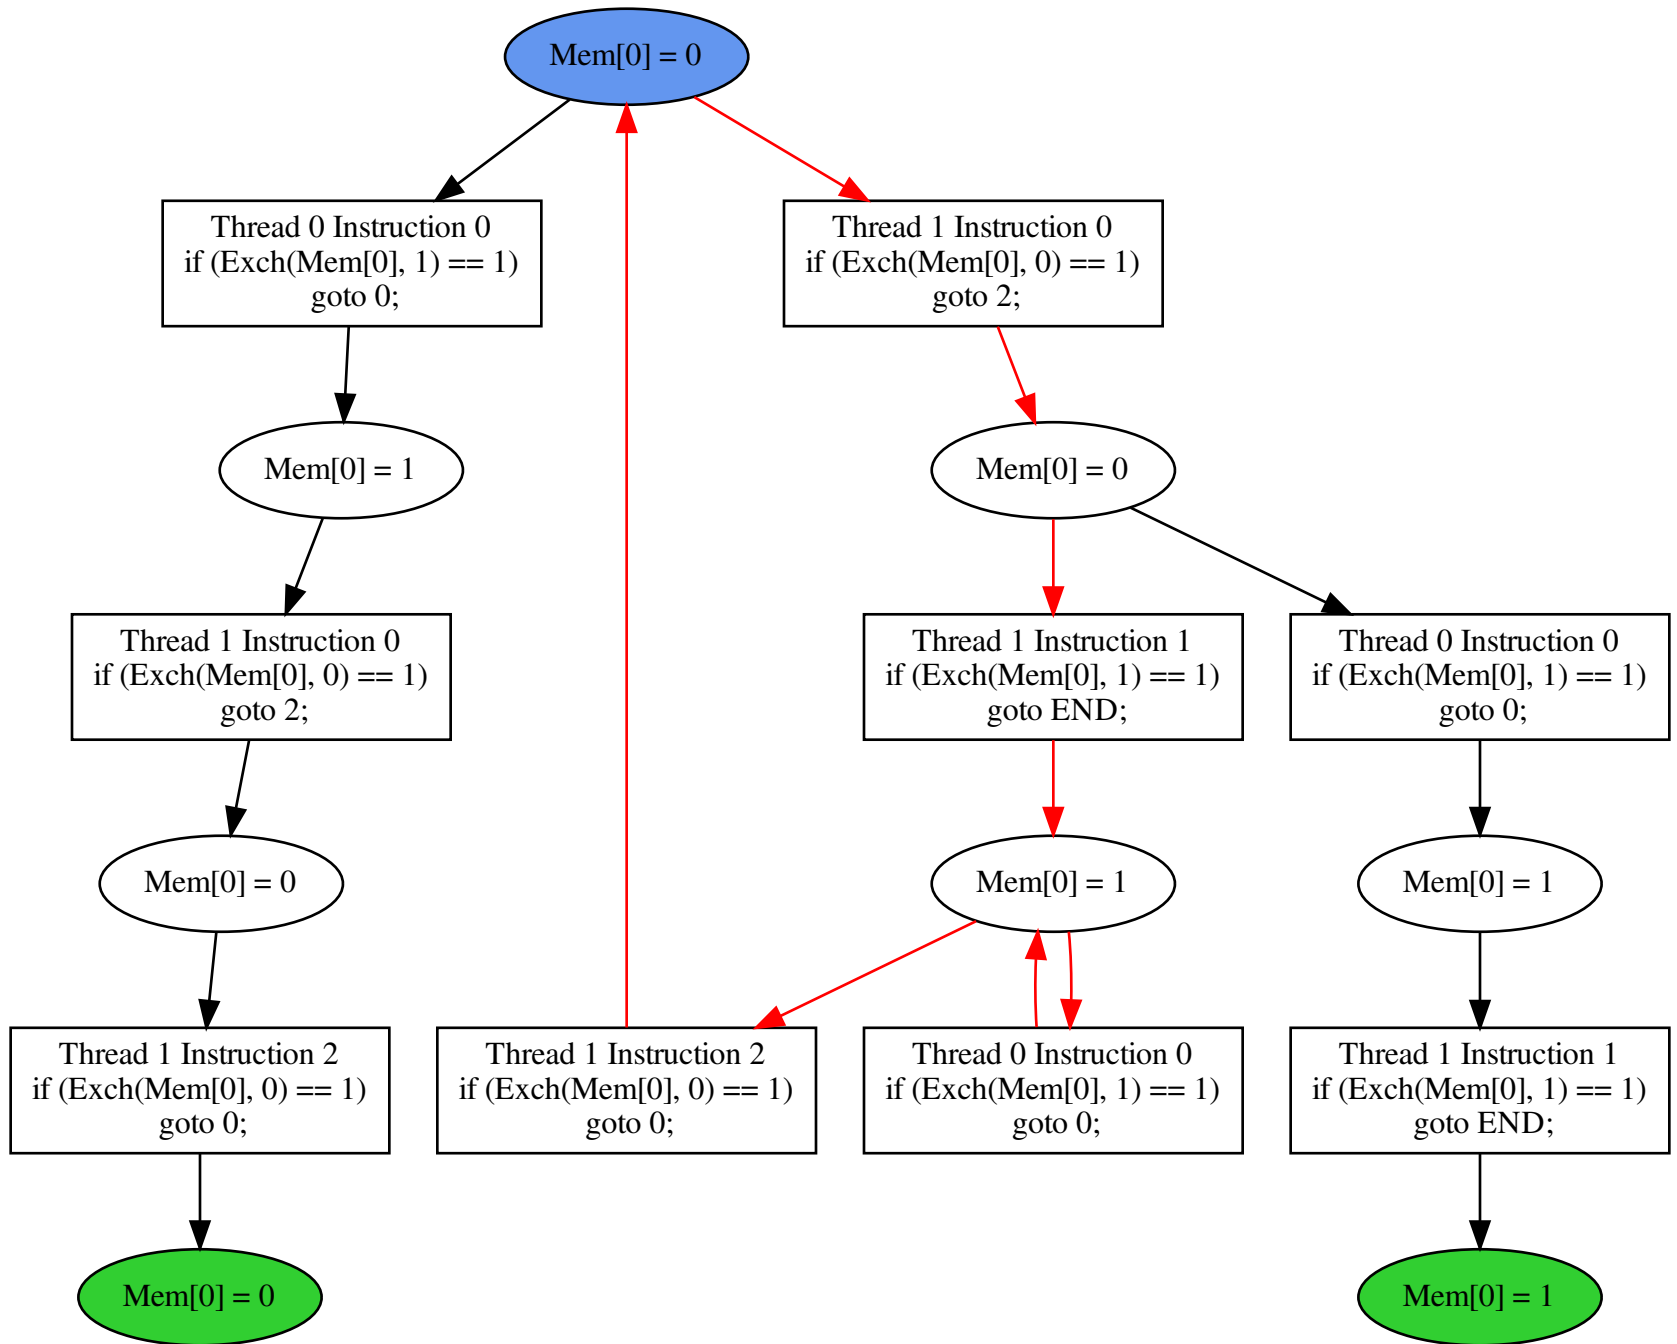 Mem[0] = 0
Thread 0 Instruction 0
if (Exch(Mem[0], 1) == 1)
goto 0;
Thread 1 Instruction 0
if (Exch(Mem[0], 0) == 1)
goto 2;
Mem[0] = 1
Mem[0] = 0
Thread 1 Instruction 0
if (Exch(Mem[0], 0) == 1)
goto 2;
Thread 1 Instruction 1
if (Exch(Mem[0], 1) == 1)
goto END;
Thread 0 Instruction 0
if (Exch(Mem[0], 1) == 1)
goto 0;
Mem[0] = 0
Mem[0] = 1
Mem[0] = 1
Thread 1 Instruction 2
if (Exch(Mem[0], 0) == 1)
goto 0;
Thread 1 Instruction 2
if (Exch(Mem[0], 0) == 1)
goto 0;
Thread 0 Instruction 0
if (Exch(Mem[0], 1) == 1)
goto 0;
Thread 1 Instruction 1
if (Exch(Mem[0], 1) == 1)
goto END;
Mem[0] = 0
Mem[0] = 1